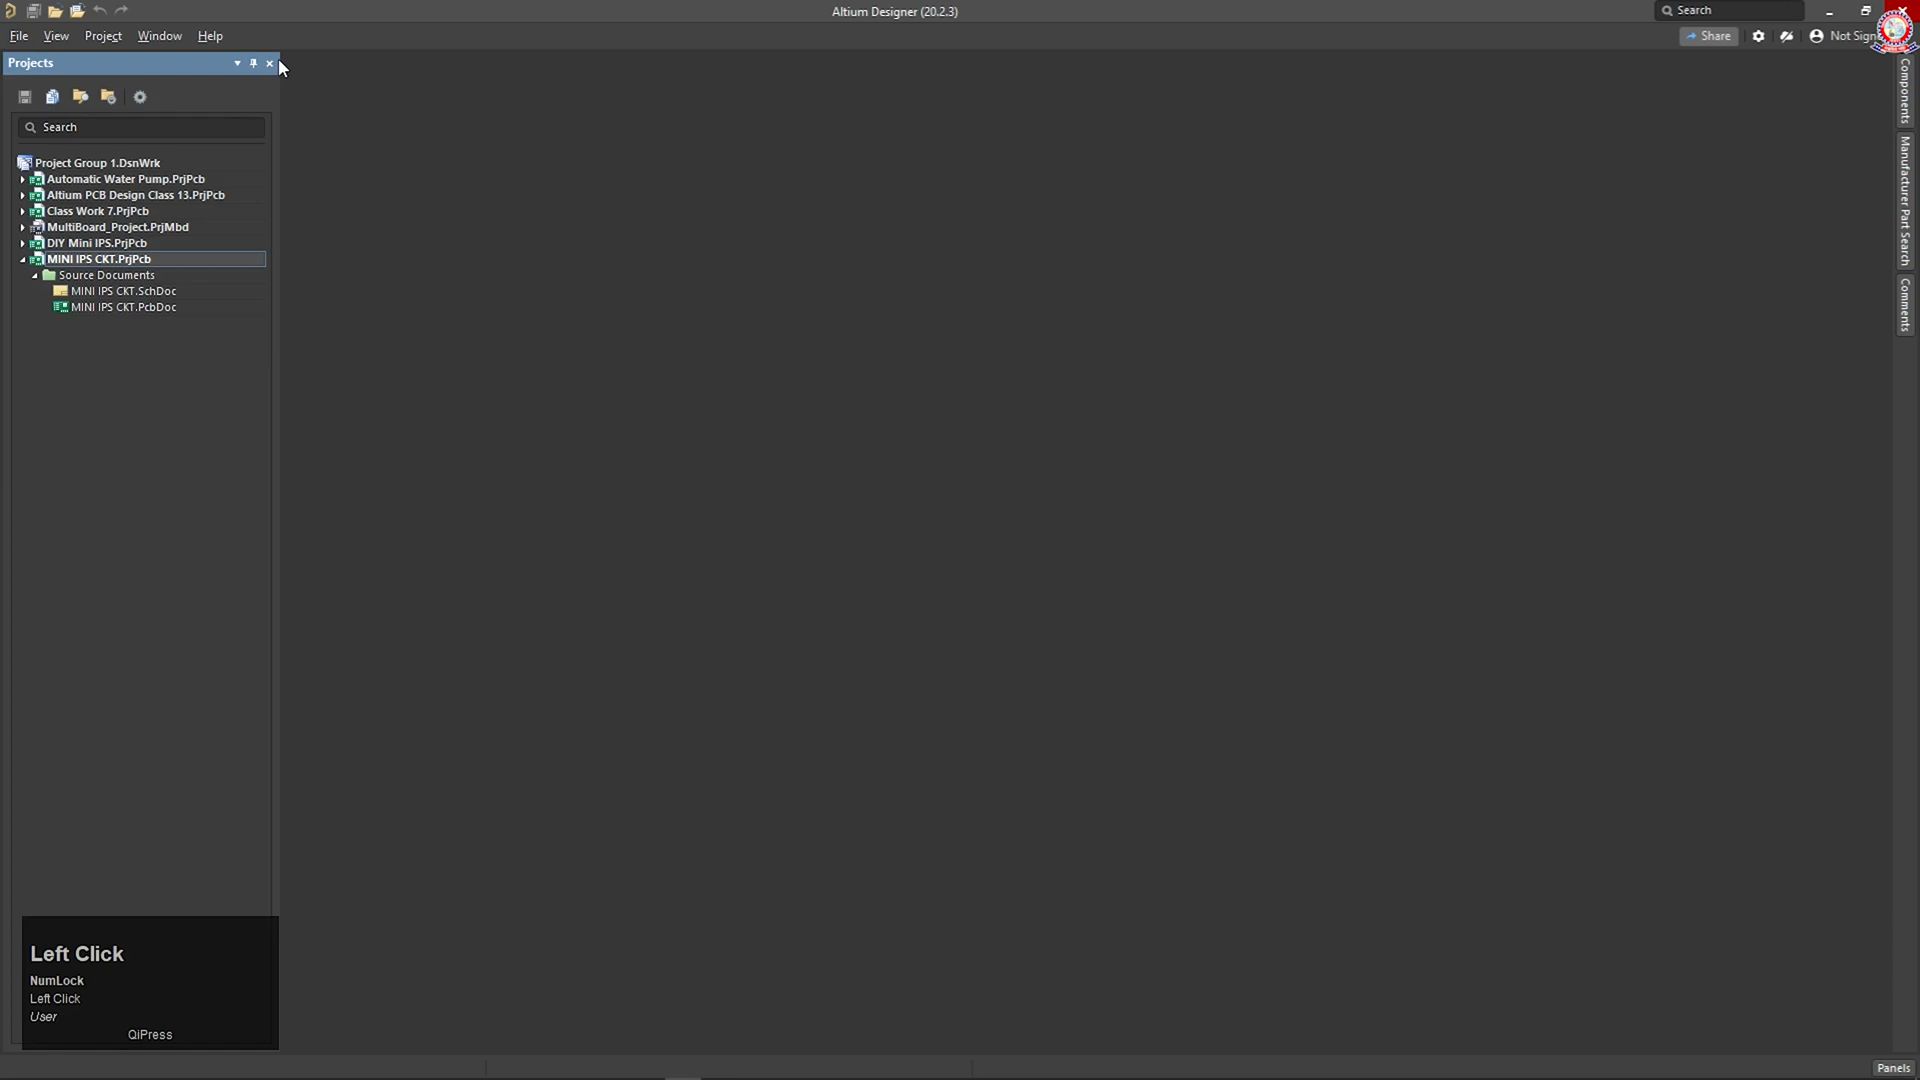 Altium Designer (20.2.3)
Search
File View Project Window Help
Share
Not Sign
Projects
Search
Project Group 1.DsnWrk
Automatic Water Pump.PrjPcb
Altium PCB Design Class 13.PrjPcb
Class Work 7.PrjPcb
MultiBoard_Project.PrjMbd
DIY Mini IPS.PrjPcb
MINI IPS CKT.PrjPcb
Source Documents
MINI IPS CKT.SchDoc
MINI IPS CKT.PcbDoc
Components
Manufacturer Part Search
Comments
Left Click
NumLock
Left Click
User
QiPress
Panels